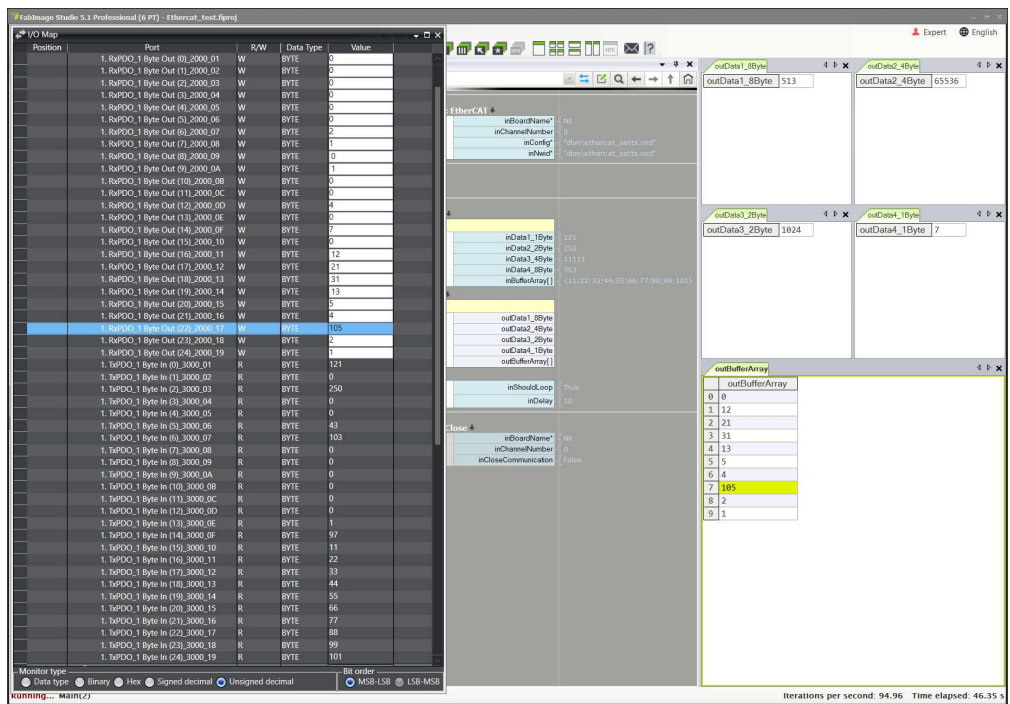 FabImage Studio 5.1 Professional (6 PT) - Ethercat_test.fiproj
Expert English
I/O Map
Position Port R/W Data Type Value
1. RxPDO_1 Byte Out (0)_2000_01 W BYTE 0
1. RxPDO_1 Byte Out (1)_2000_02 W BYTE 0
1. RxPDO_1 Byte Out (2)_2000_03 W BYTE 0
1. RxPDO_1 Byte Out (3)_2000_04 W BYTE 0
1. RxPDO_1 Byte Out (4)_2000_05 W BYTE 0
1. RxPDO_1 Byte Out (5)_2000_06 W BYTE 0
1. RxPDO_1 Byte Out (6)_2000_07 W BYTE 2
1. RxPDO_1 Byte Out (7)_2000_08 W BYTE 1
1. RxPDO_1 Byte Out (8)_2000_09 W BYTE 0
1. RxPDO_1 Byte Out (9)_2000_0A W BYTE 1
1. RxPDO_1 Byte Out (10)_2000_0B W BYTE 0
1. RxPDO_1 Byte Out (11)_2000_0C W BYTE 0
1. RxPDO_1 Byte Out (12)_2000_0D W BYTE 4
1. RxPDO_1 Byte Out (13)_2000_0E W BYTE 0
1. RxPDO_1 Byte Out (14)_2000_0F W BYTE 7
1. RxPDO_1 Byte Out (15)_2000_10 W BYTE 0
1. RxPDO_1 Byte Out (16)_2000_11 W BYTE 12
1. RxPDO_1 Byte Out (17)_2000_12 W BYTE 21
1. RxPDO_1 Byte Out (18)_2000_13 W BYTE 31
1. RxPDO_1 Byte Out (19)_2000_14 W BYTE 13
1. RxPDO_1 Byte Out (20)_2000_15 W BYTE 5
1. RxPDO_1 Byte Out (21)_2000_16 W BYTE 4
1. RxPDO_1 Byte Out (22)_2000_17 W BYTE 105
1. RxPDO_1 Byte Out (23)_2000_18 W BYTE 2
1. RxPDO_1 Byte Out (24)_2000_19 W BYTE 1
1. TxPDO_1 Byte In (0)_3000_01 R BYTE 121
1. TxPDO_1 Byte In (1)_3000_02 R BYTE 0
1. TxPDO_1 Byte In (2)_3000_03 R BYTE 250
1. TxPDO_1 Byte In (3)_3000_04 R BYTE 0
1. TxPDO_1 Byte In (4)_3000_05 R BYTE 0
1. TxPDO_1 Byte In (5)_3000_06 R BYTE 43
1. TxPDO_1 Byte In (6)_3000_07 R BYTE 103
1. TxPDO_1 Byte In (7)_3000_08 R BYTE 0
1. TxPDO_1 Byte In (8)_3000_09 R BYTE 0
1. TxPDO_1 Byte In (9)_3000_0A R BYTE 0
1. TxPDO_1 Byte In (10)_3000_0B R BYTE 0
1. TxPDO_1 Byte In (11)_3000_0C R BYTE 0
1. TxPDO_1 Byte In (12)_3000_0D R BYTE 0
1. TxPDO_1 Byte In (13)_3000_0E R BYTE 1
1. TxPDO_1 Byte In (14)_3000_0F R BYTE 97
1. TxPDO_1 Byte In (15)_3000_10 R BYTE 11
1. TxPDO_1 Byte In (16)_3000_11 R BYTE 22
1. TxPDO_1 Byte In (17)_3000_12 R BYTE 33
1. TxPDO_1 Byte In (18)_3000_13 R BYTE 44
1. TxPDO_1 Byte In (19)_3000_14 R BYTE 55
1. TxPDO_1 Byte In (20)_3000_15 R BYTE 66
1. TxPDO_1 Byte In (21)_3000_16 R BYTE 77
1. TxPDO_1 Byte In (22)_3000_17 R BYTE 88
1. TxPDO_1 Byte In (23)_3000_18 R BYTE 99
1. TxPDO_1 Byte In (24)_3000_19 R BYTE 101
Monitor type Bit order
Data type Binary Hex Signed decimal Unsigned decimal MSB-LSB LSB-MSB
: EtherCAT
inBoardName* Nil
inChannelNumber 0
inConfig* "dbm\ethercat_setts.nxd"
inNwid* "dbm\ethercat_setts.nxd"
inData1_1Byte 121
inData2_2Byte 250
inData3_4Byte 11111
inData4_8Byte 353
inBufferArray[] {11;22;33;44;55;66;77;88;99;101}
outData1_8Byte
outData2_4Byte
outData3_2Byte
outData4_1Byte
outBufferArray[]
inShouldLoop True
inDelay 10
Close
inBoardName* Nil
inChannelNumber 0
inCloseCommunication False
outData1_8Byte
outData1_8Byte 513
outData2_4Byte
outData2_4Byte 65536
outData3_2Byte
outData3_2Byte 1024
outData4_1Byte
outData4_1Byte 7
outBufferArray
outBufferArray
0 0
1 12
2 21
3 31
4 13
5 5
6 4
7 105
8 2
9 1
Running... Main(2)
Iterations per second: 94.96 Time elapsed: 46.35 s